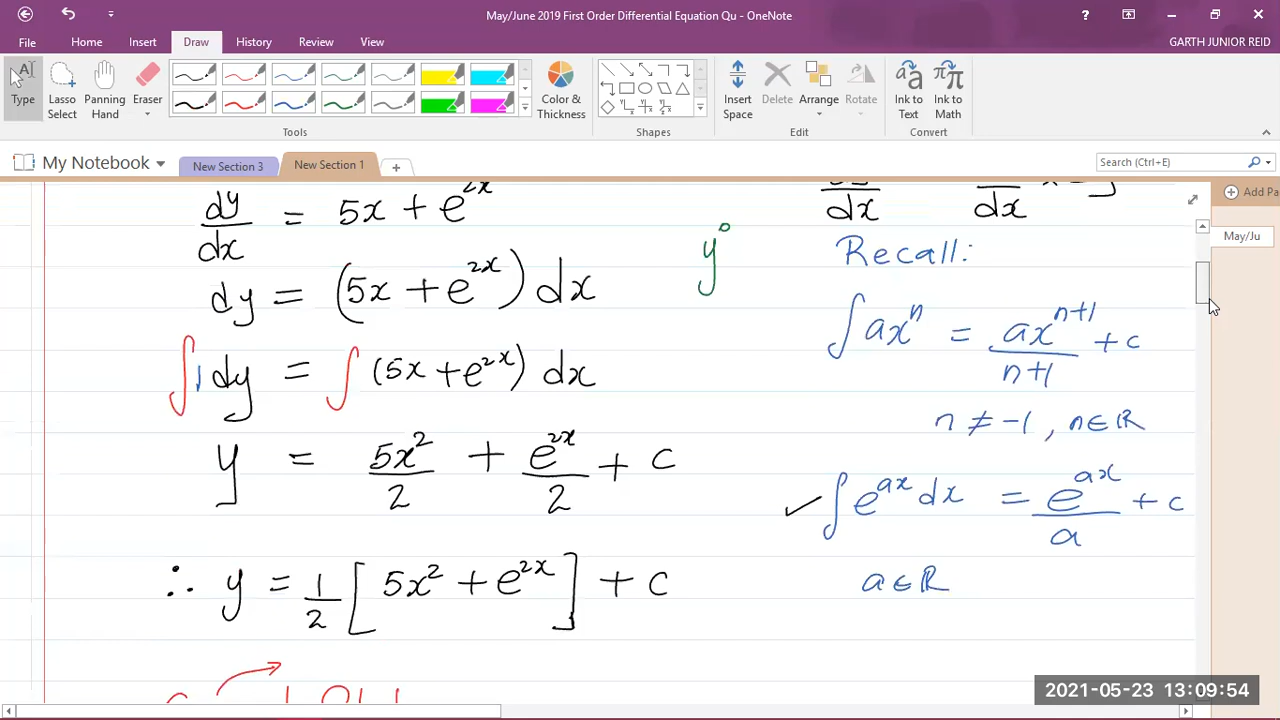 May/June 2019 First Order Differential Equation Qu - OneNote
GARTH JUNIOR REID
File Home Insert Draw History Review View
Type
Lasso Select
Panning Hand
Eraser
Color & Thickness
Insert Space
Delete
Arrange
Rotate
Ink to Text
Ink to Math
Tools
Shapes
Edit
Convert
My Notebook
New Section 3
New Section 1
Search (Ctrl+E)
Add Pa
May/Ju
dy/dx = 5x + e^{2x}
dy = (5x + e^{2x}) dx
∫1 dy = ∫ (5x + e^{2x}) dx
y = 5x²/2 + e^{2x}/2 + c
∴ y = 1/2 [5x² + e^{2x}] + c
y⁰
Recall:
∫ax^n = ax^{n+1}/n+1 + c
n ≠ -1, n∈ℝ
✓ ∫e^{ax} dx = e^{ax}/a + c
a∈ℝ
2021-05-23 13:09:54